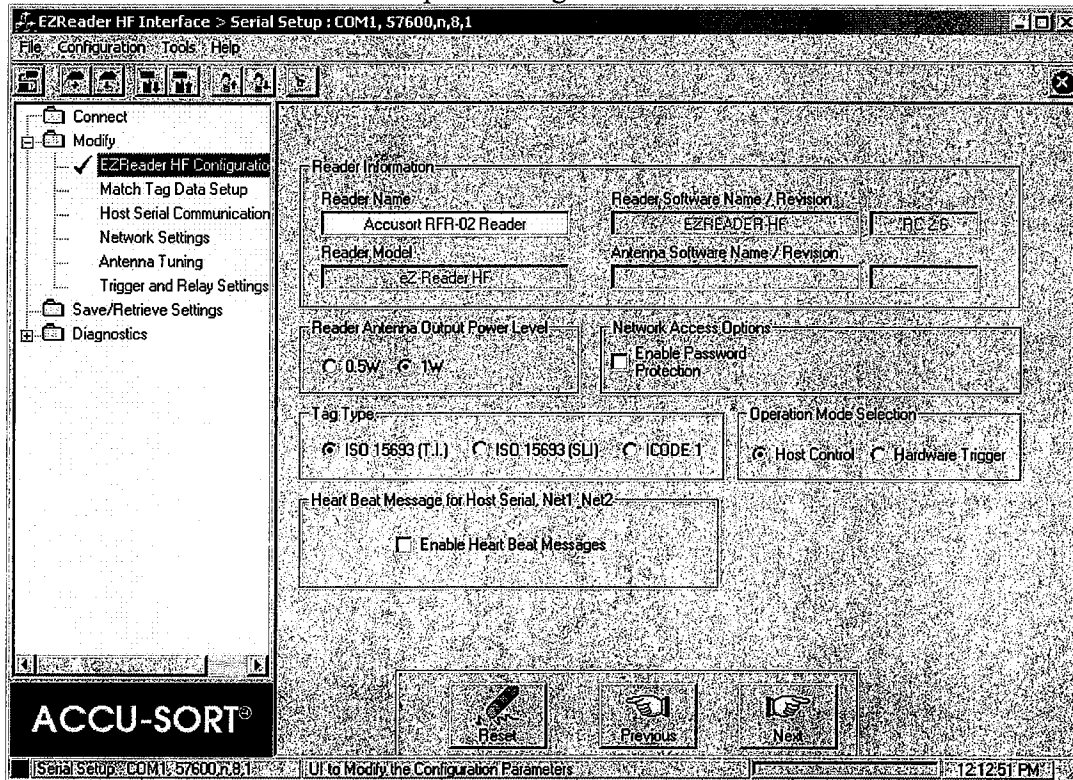 EZReader HF Interface > Serial Setup : COM1, 57600,n,8,1
File Configuration Tools Help
Connect
Modify
EZReader HF Configuratio
Match Tag Data Setup
Host Serial Communication
Network Settings
Antenna Tuning
Trigger and Relay Settings
Save/Retrieve Settings
Diagnostics
Reader Information
Reader Name
Reader Software Name / Revision
Accusort RFR-02 Reader
EZREADER-HF
RC 2.6
Reader Model
Antenna Software Name / Revision
eZ Reader HF
Reader Antenna Output Power Level
0.5W 1W
Network Access Options
Enable Password
Protection
Tag Type
ISO 15693 (T.I.) ISO 15693 (SLI) ICODE 1
Operation Mode Selection
Host Control Hardware Trigger
Heart Beat Message for Host Serial, Net1, Net2
Enable Heart Beat Messages
Reset Previous Next
ACCU-SORT®
Serial Setup : COM1, 57600,n,8,1
UI to Modify the Configuration Parameters
12:12:51 PM